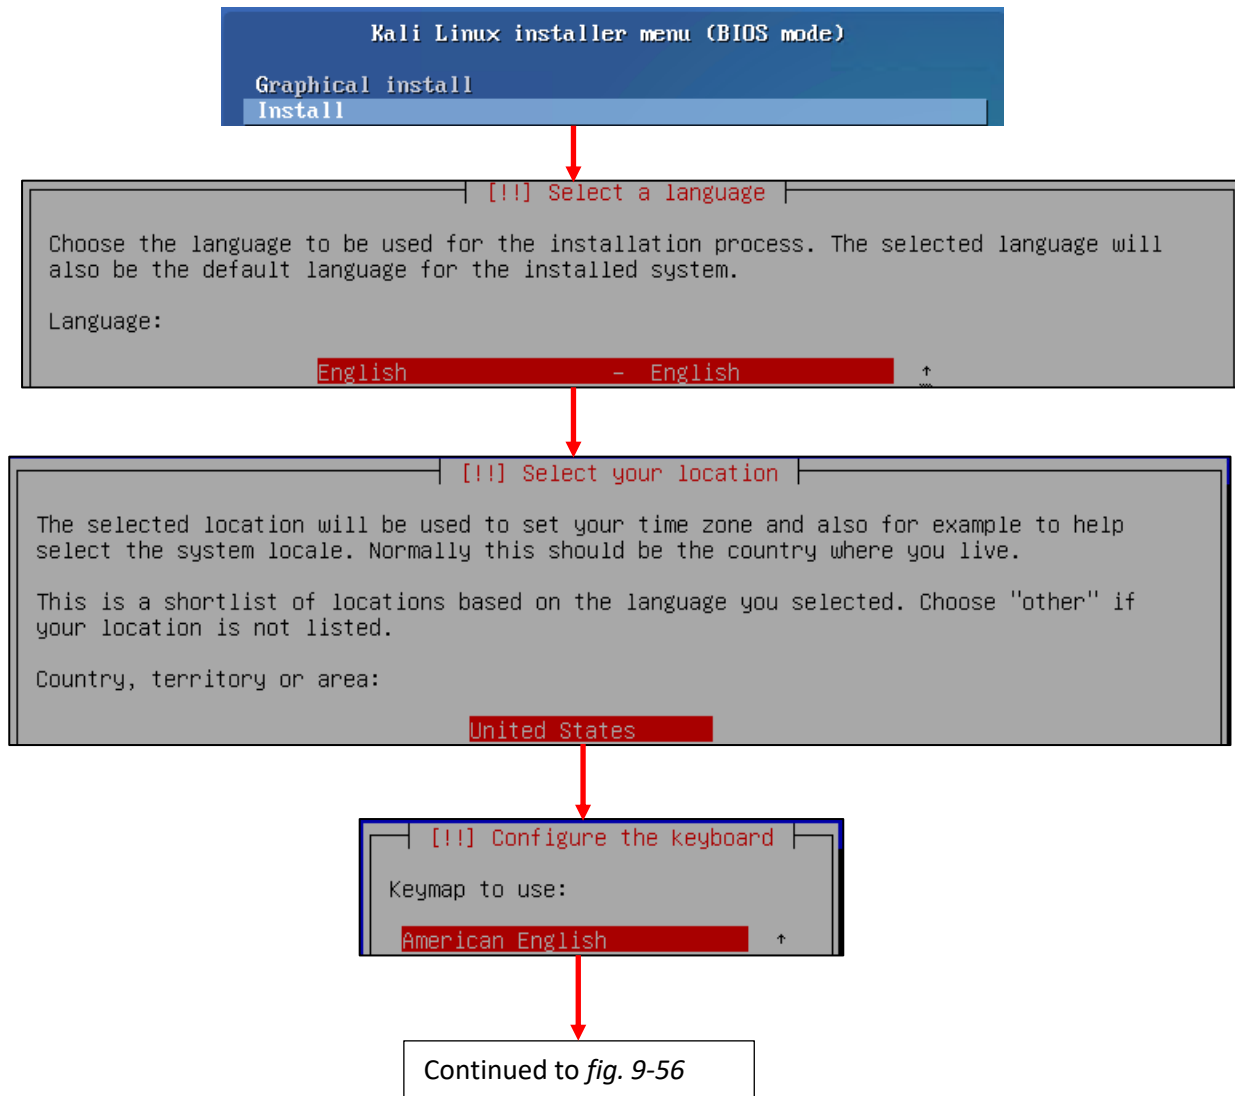 Kali Linux installer menu (BIOS mode)
Graphical install
Install
[!!] Select a language
Choose the language to be used for the installation process. The selected language will
also be the default language for the installed system.
Language:
English - English ↑
[!!] Select your location
The selected location will be used to set your time zone and also for example to help
select the system locale. Normally this should be the country where you live.
This is a shortlist of locations based on the language you selected. Choose "other" if
your location is not listed.
Country, territory or area:
United States
[!!] Configure the keyboard
Keymap to use:
American English ↑
Continued to fig. 9-56